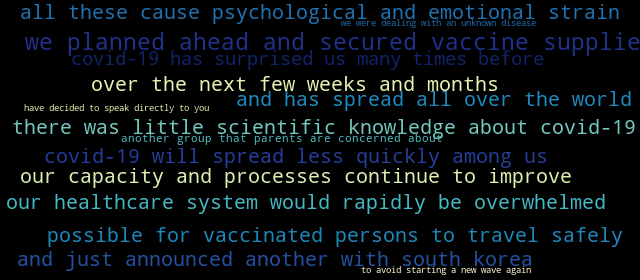 all these cause psychological and emotional strain
we were dealing with an unknown disease
we planned ahead and secured vaccine supplie
covid-19 has surprised us many times before
over the next few weeks and months
and has spread all over the world
have decided to speak directly to you
there was little scientific knowledge about covid-19
another group that parents are concerned about
covid-19 will spread less quickly among us
our capacity and processes continue to improve
our healthcare system would rapidly be overwhelmed
possible for vaccinated persons to travel safely
and just announced another with south korea
to avoid starting a new wave again